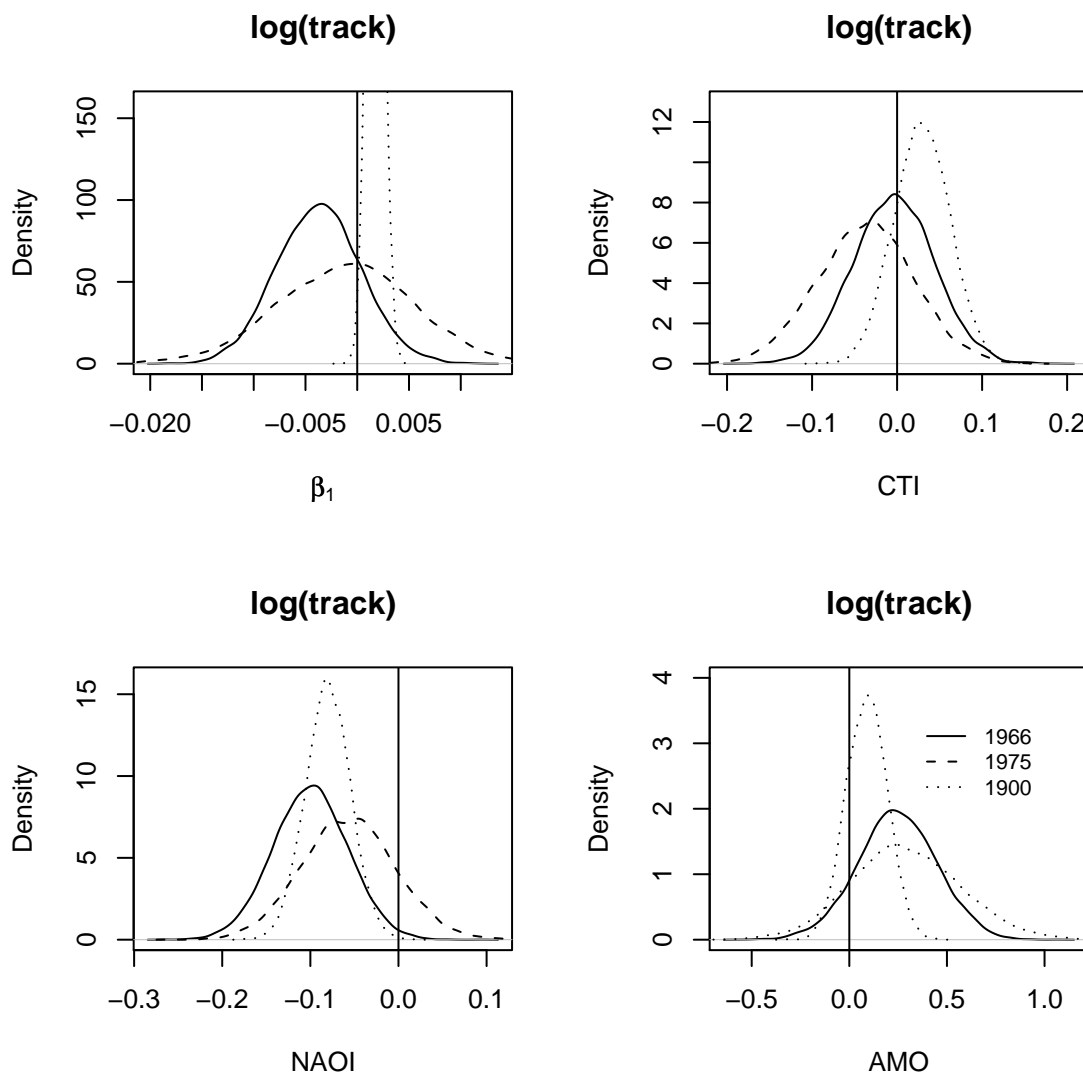 log(track)
Density
0 50 100 150
−0.020 −0.005 0.005
β1
log(track)
Density
0 2 4 6 8 12
−0.2 −0.1 0.0 0.1 0.2
CTI
log(track)
Density
0 5 10 15
−0.3 −0.2 −0.1 0.0 0.1
NAOI
log(track)
Density
0 1 2 3 4
1966
1975
1900
−0.5 0.0 0.5 1.0
AMO